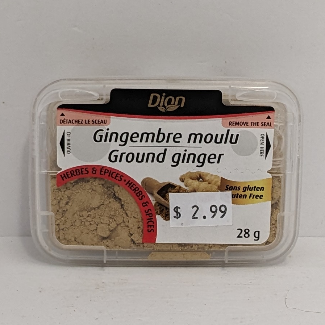 Dion
DÉTACHEZ LE SCEAU
REMOVE THE SEAL
Gingembre moulu
Ground ginger
HERBES & ÉPICES · HERBS & SPICES
Sans gluten
Gluten Free
$ 2.99
28 g